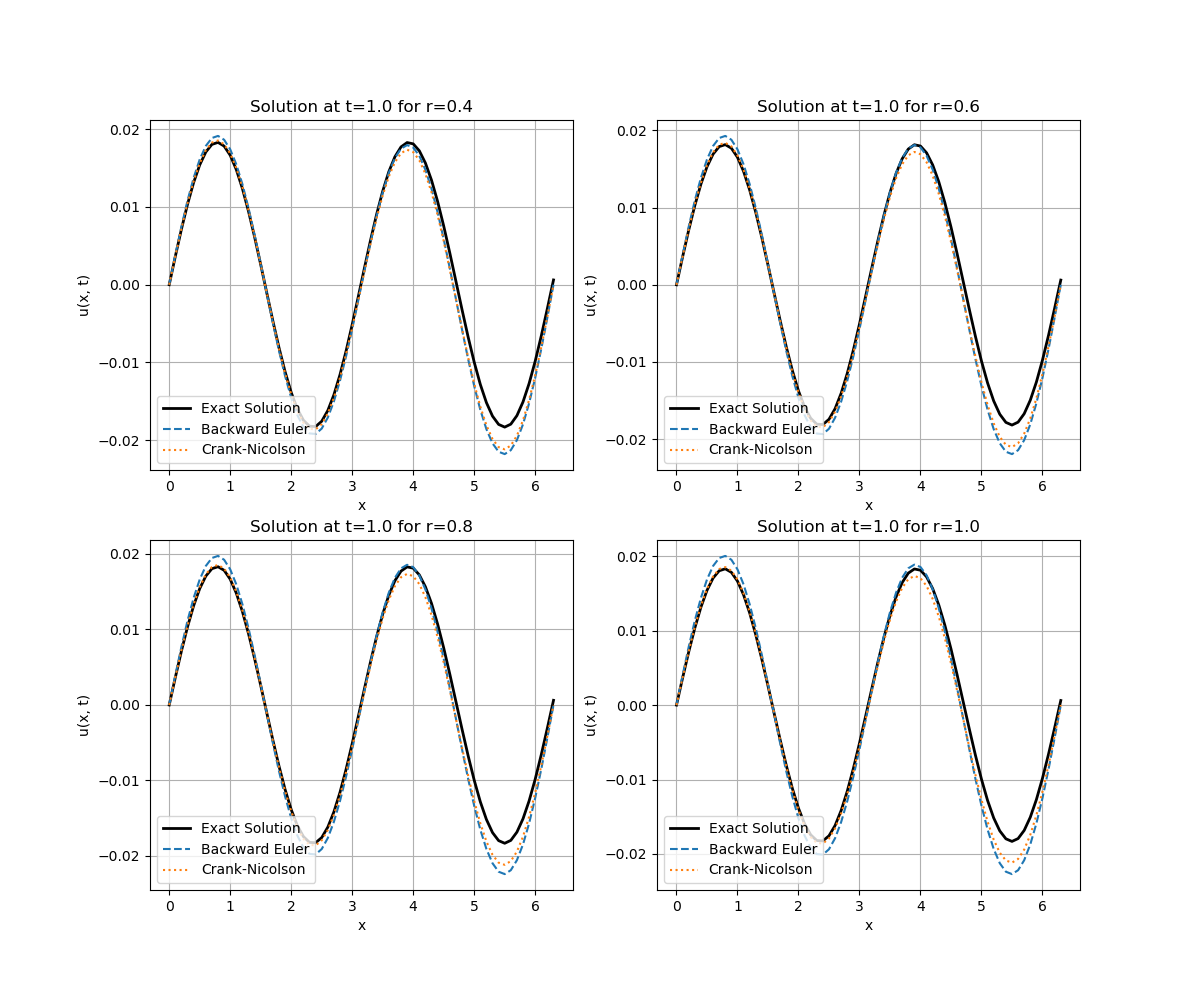 Solution at t=1.0 for r=0.4
u(x, t)
0.02
0.01
0.00
−0.01
−0.02
Exact Solution
Backward Euler
Crank-Nicolson
0 1 2 3 4 5 6
x
Solution at t=1.0 for r=0.6
u(x, t)
0.02
0.01
0.00
−0.01
−0.02
Exact Solution
Backward Euler
Crank-Nicolson
0 1 2 3 4 5 6
x
Solution at t=1.0 for r=0.8
u(x, t)
0.02
0.01
0.00
−0.01
−0.02
Exact Solution
Backward Euler
Crank-Nicolson
0 1 2 3 4 5 6
x
Solution at t=1.0 for r=1.0
u(x, t)
0.02
0.01
0.00
−0.01
−0.02
Exact Solution
Backward Euler
Crank-Nicolson
0 1 2 3 4 5 6
x